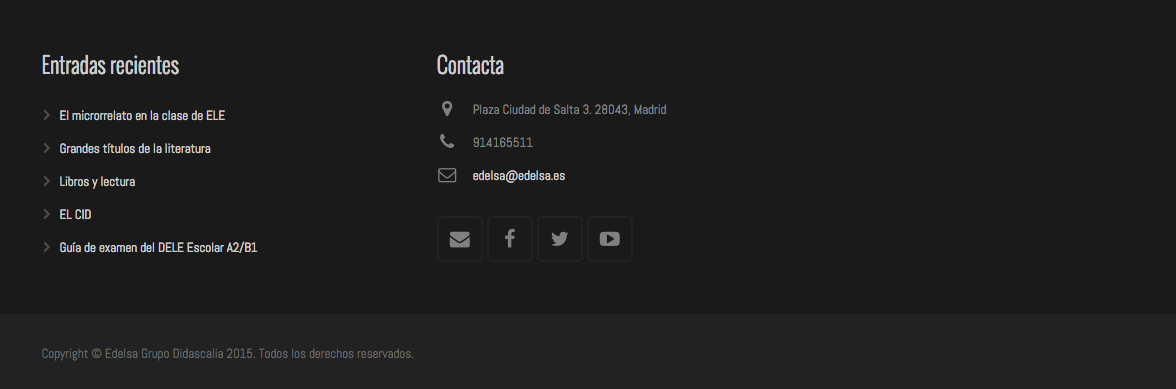 Entradas recientes
El microrrelato en la clase de ELE
Grandes títulos de la literatura
Libros y lectura
EL CID
Guía de examen del DELE Escolar A2/B1
Contacta
Plaza Ciudad de Salta 3. 28043, Madrid
914165511
edelsa@edelsa.es
Copyright © Edelsa Grupo Didascalia 2015. Todos los derechos reservados.